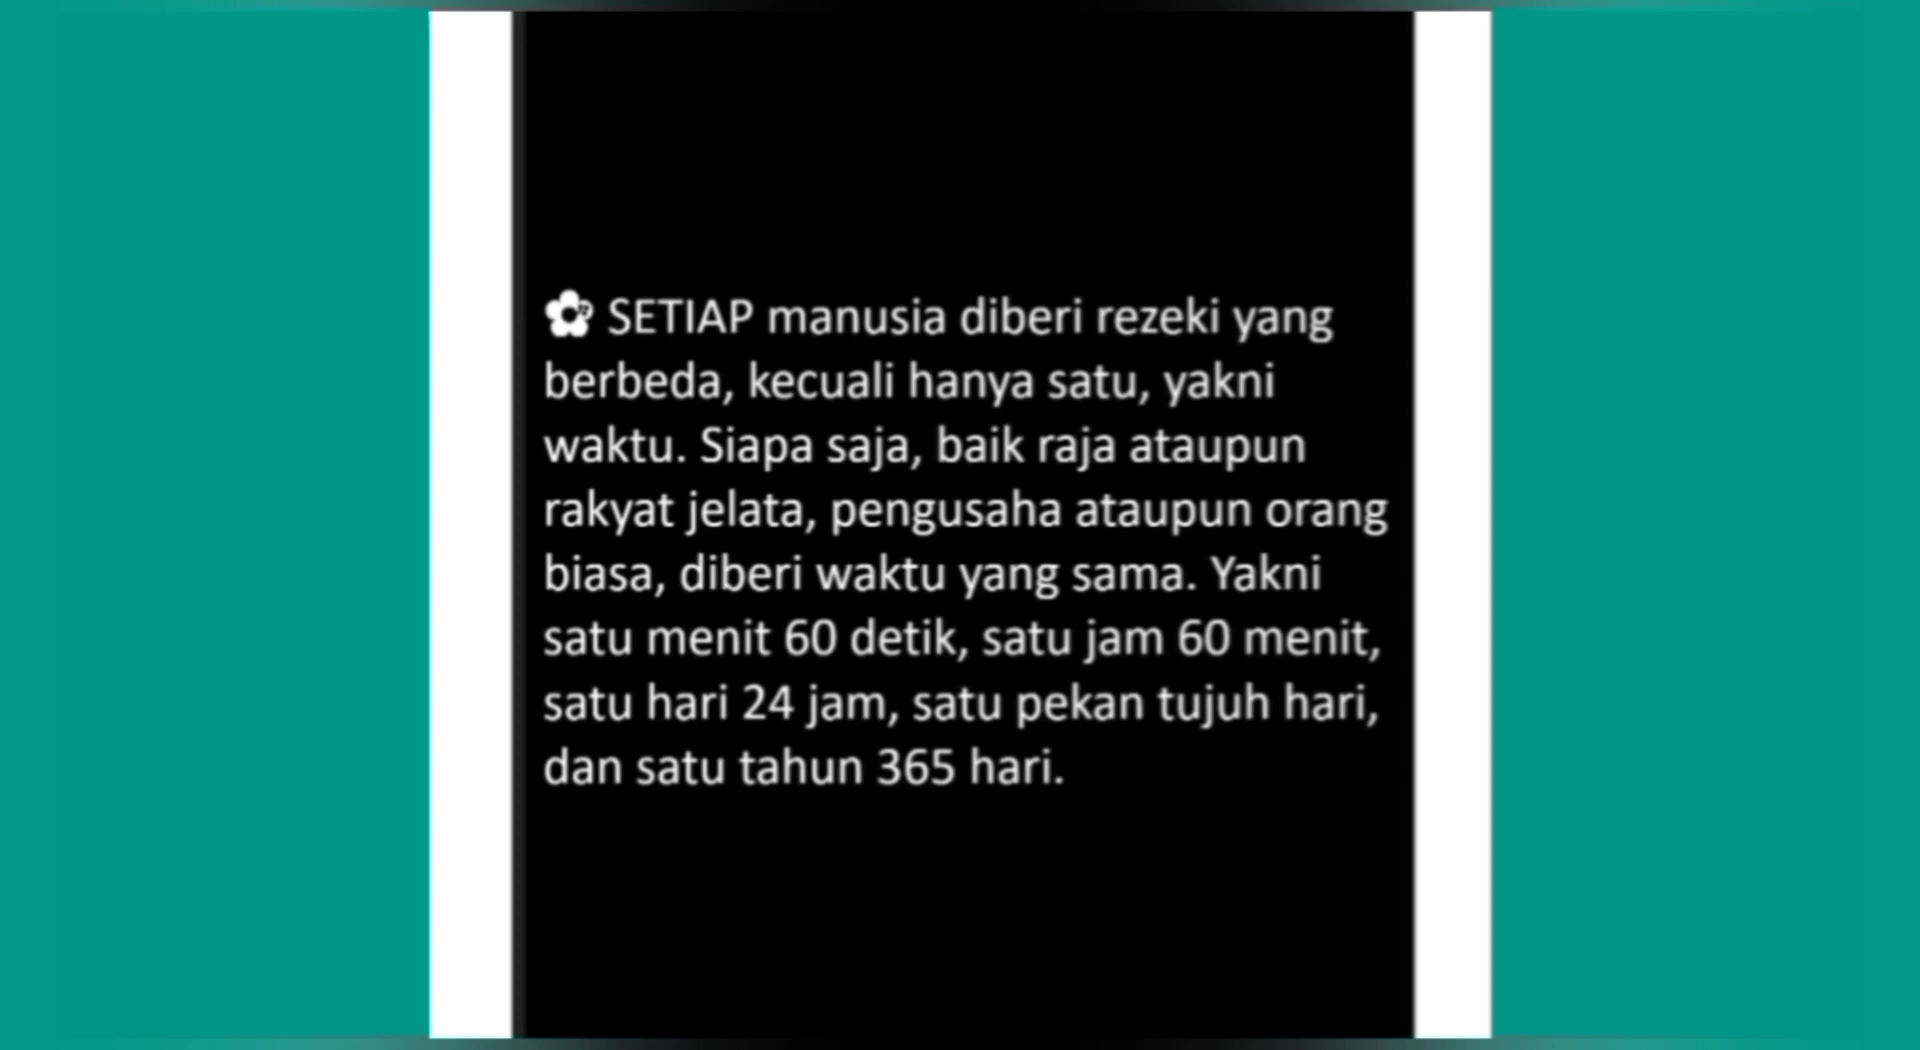 SETIAP manusia diberi rezeki yang
berbeda, kecuali hanya satu, yakni
waktu. Siapa saja, baik raja ataupun
rakyat jelata, pengusaha ataupun orang
biasa, diberi waktu yang sama. Yakni
satu menit 60 detik, satu jam 60 menit,
satu hari 24 jam, satu pekan tujuh hari,
dan satu tahun 365 hari.